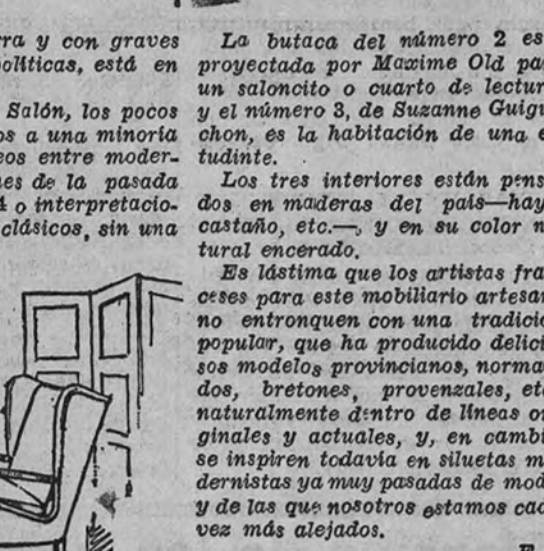 rra y con graves
olíticas, está en
Salón, los pocos
os a una minoría
eos entre moder-
es de la pasada
o interpretacio-
clásicos, sin una
La butaca del número 2 es
proyectada por Maxime Old pa
un saloncito o cuarto de lectur
y el número 3, de Suzanne Guigu
chon, es la habitación de una e
tudinte.
Los tres interiores están pens
dos en maderas del país—hay
castaño, etc.—, y en su color n
tural encerado.
Es lástima que los artistas fra
ceses para este mobiliario artesan
no entronquen con una tradició
popular, que ha producido delici
sos modelos provincianos, norma
dos, bretones, provenzales, etc
naturalmente dentro de líneas or
ginales y actuales, y, en cambi
se inspiren todavía en siluetas m
dernistas ya muy pasadas de mod
y de las que nosotros estamos cad
vez más alejados.